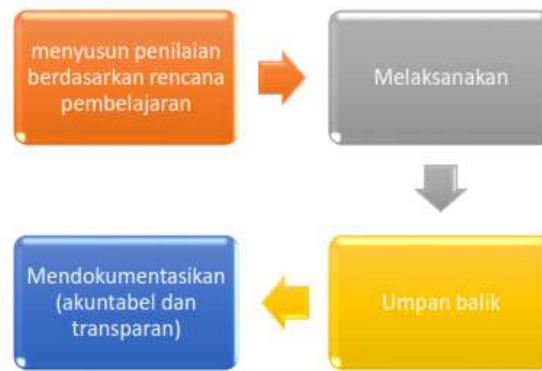 menyusun penilaian
berdasarkan rencana
pembelajaran
Melaksanakan
Umpan balik
Mendokumentasikan
(akuntabel dan
transparan)